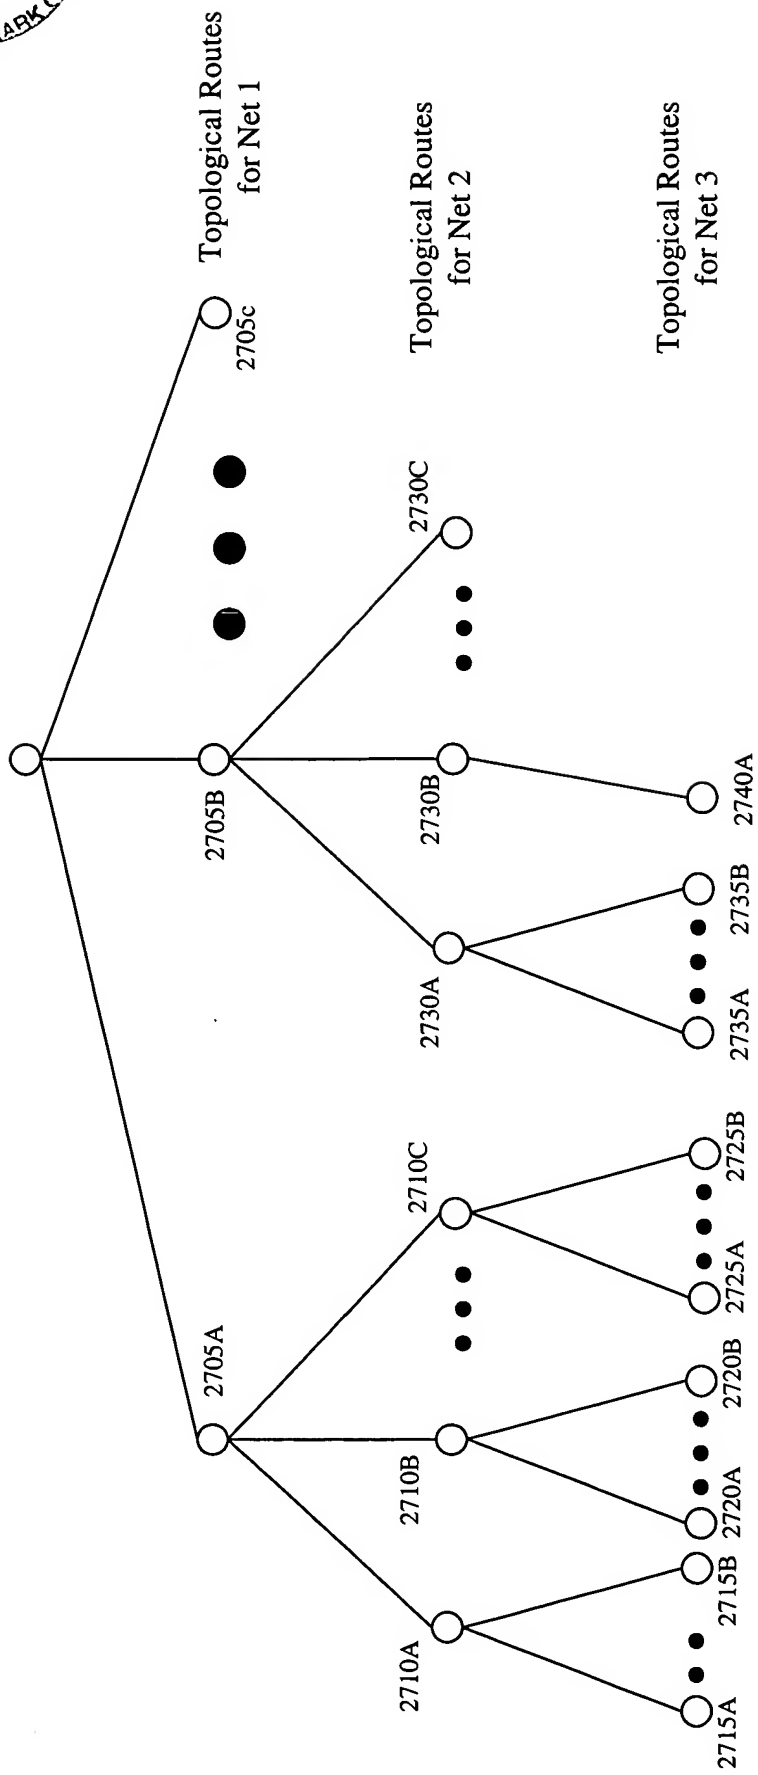 Topological Routes
for Net 1
2705A
2705B
2705c
Topological Routes
for Net 2
2710A
2710B
2710C
2730A
2730B
2730C
Topological Routes
for Net 3
2715A
2715B
2720A
2720B
2725A
2725B
2735A
2735B
2740A